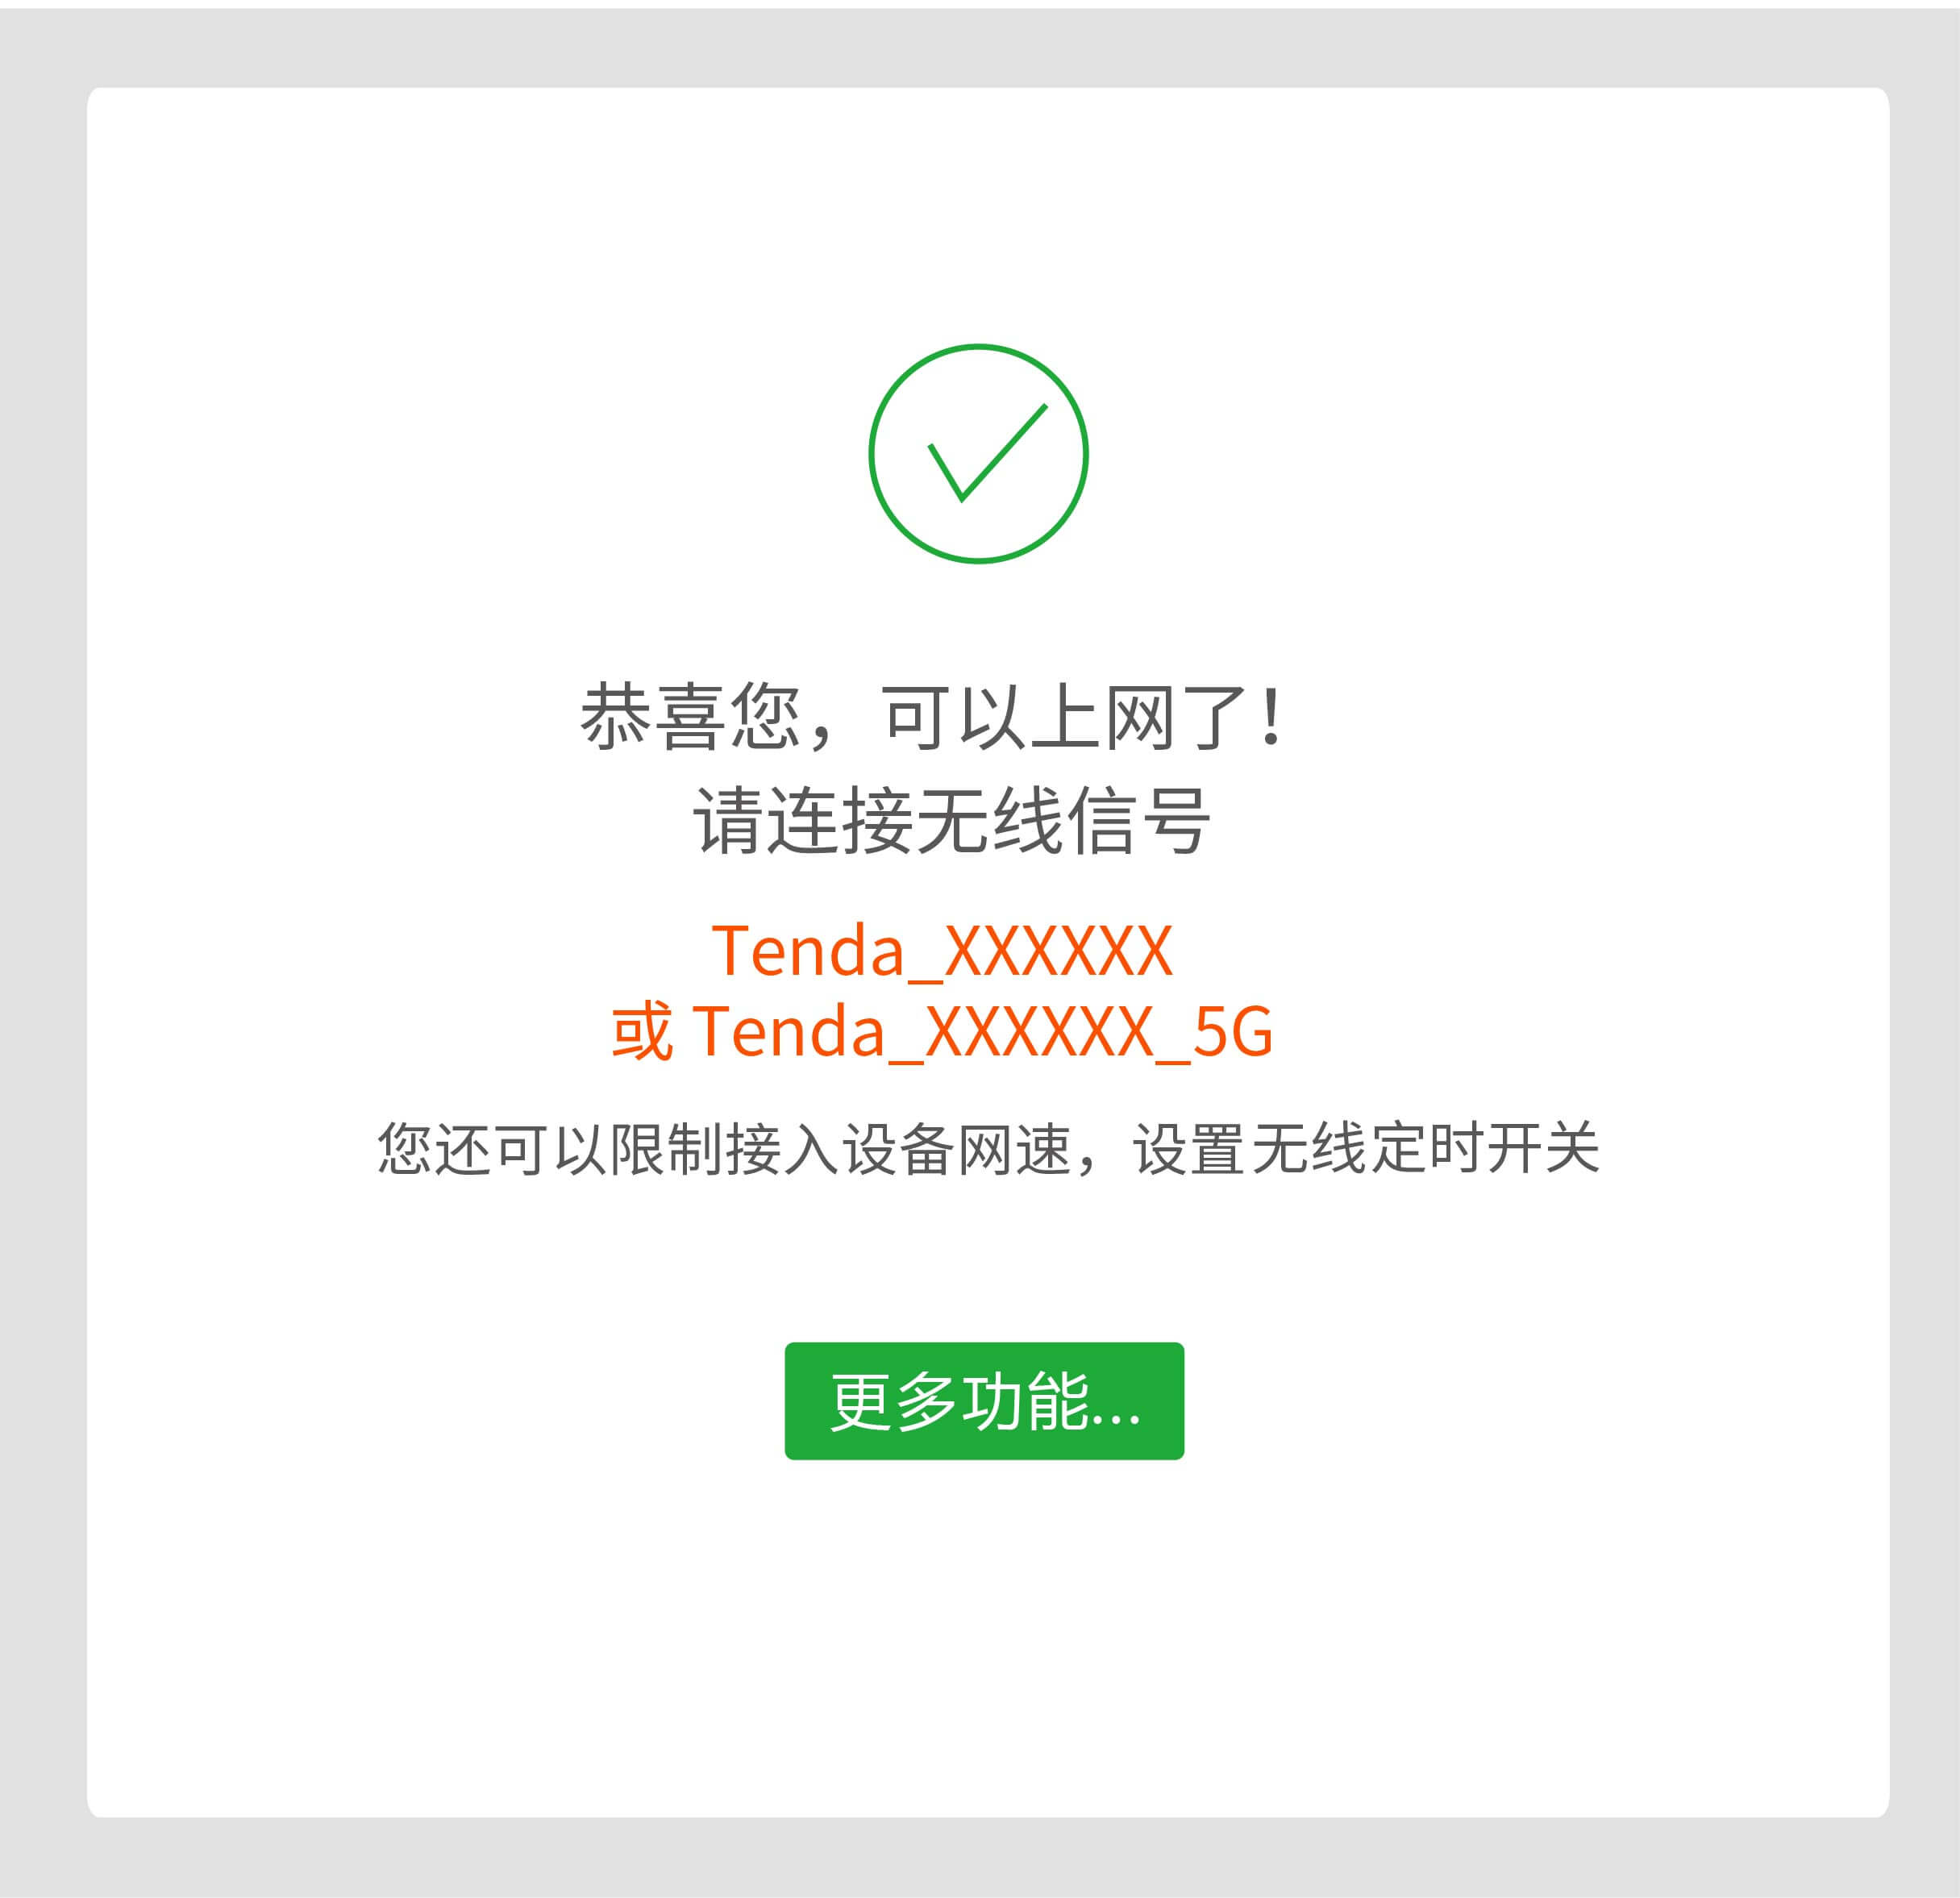 恭喜您，可以上网了！
请连接无线信号
Tenda_XXXXXX
或 Tenda_XXXXXX_5G
您还可以限制接入设备网速，设置无线定时开关
更多功能...